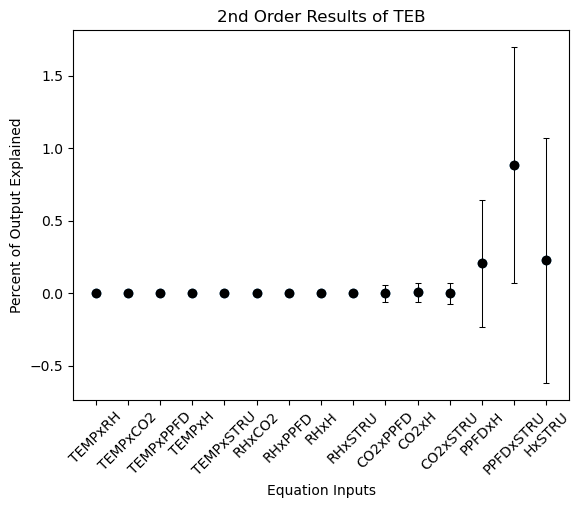 2nd Order Results of TEB
Percent of Output Explained
1.5
1.0
0.5
0.0
−0.5
TEMPxRH
TEMPxCO2
TEMPxPPFD
TEMPxH
TEMPxSTRU
RHxCO2
RHxPPFD
RHxH
RHxSTRU
CO2xPPFD
CO2xH
CO2xSTRU
PPFDxH
PPFDxSTRU
HxSTRU
Equation Inputs